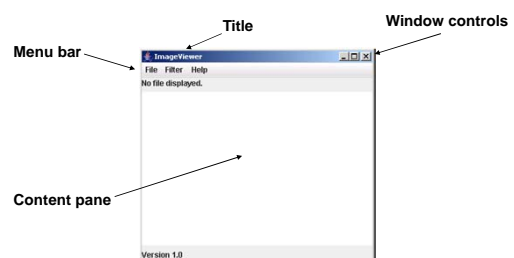 Title
Window controls
Menu bar
ImageViewer
File Filter Help
No file displayed.
Content pane
Version 1.0